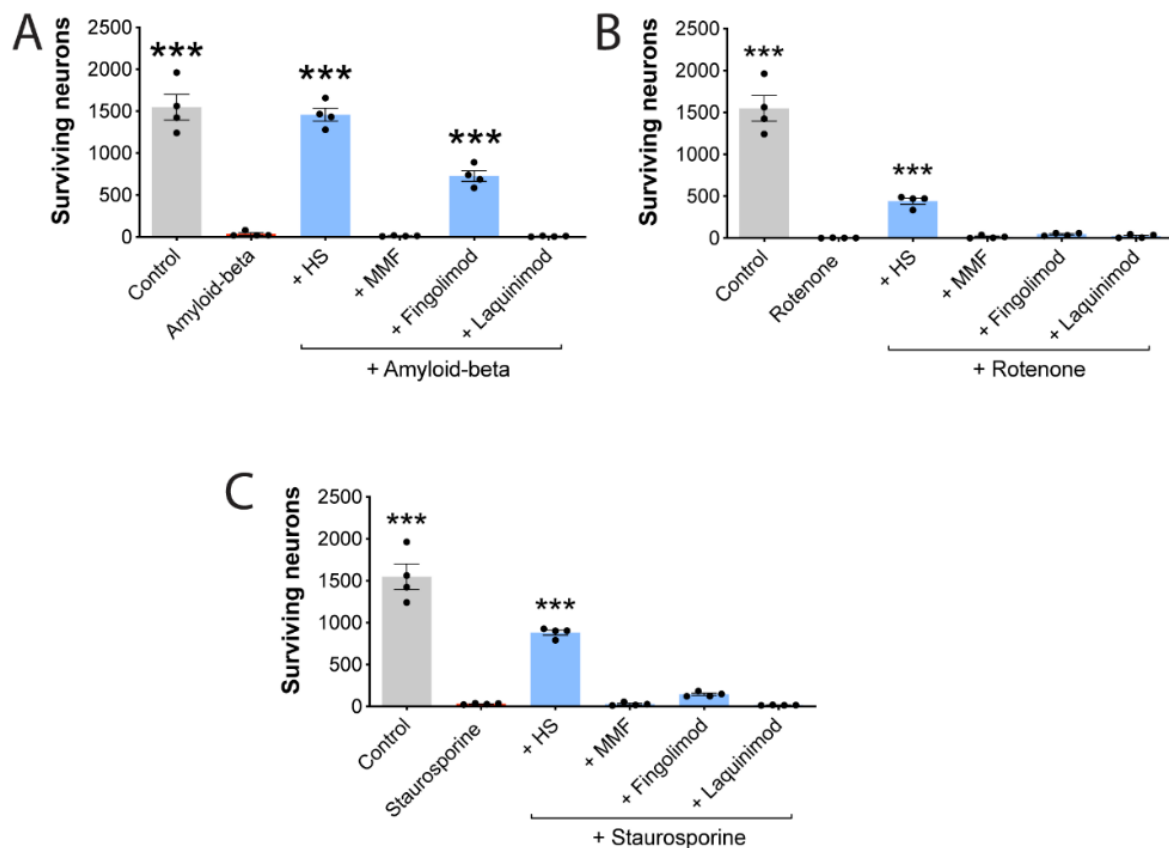 A
Surviving neurons
2500
2000
1500
1000
500
0
***
***
***
Control
Amyloid-beta
+ HS
+ MMF
+ Fingolimod
+ Laquinimod
+ Amyloid-beta
B
Surviving neurons
2500
2000
1500
1000
500
0
***
***
Control
Rotenone
+ HS
+ MMF
+ Fingolimod
+ Laquinimod
+ Rotenone
C
Surviving neurons
2500
2000
1500
1000
500
0
***
***
Control
Staurosporine
+ HS
+ MMF
+ Fingolimod
+ Laquinimod
+ Staurosporine